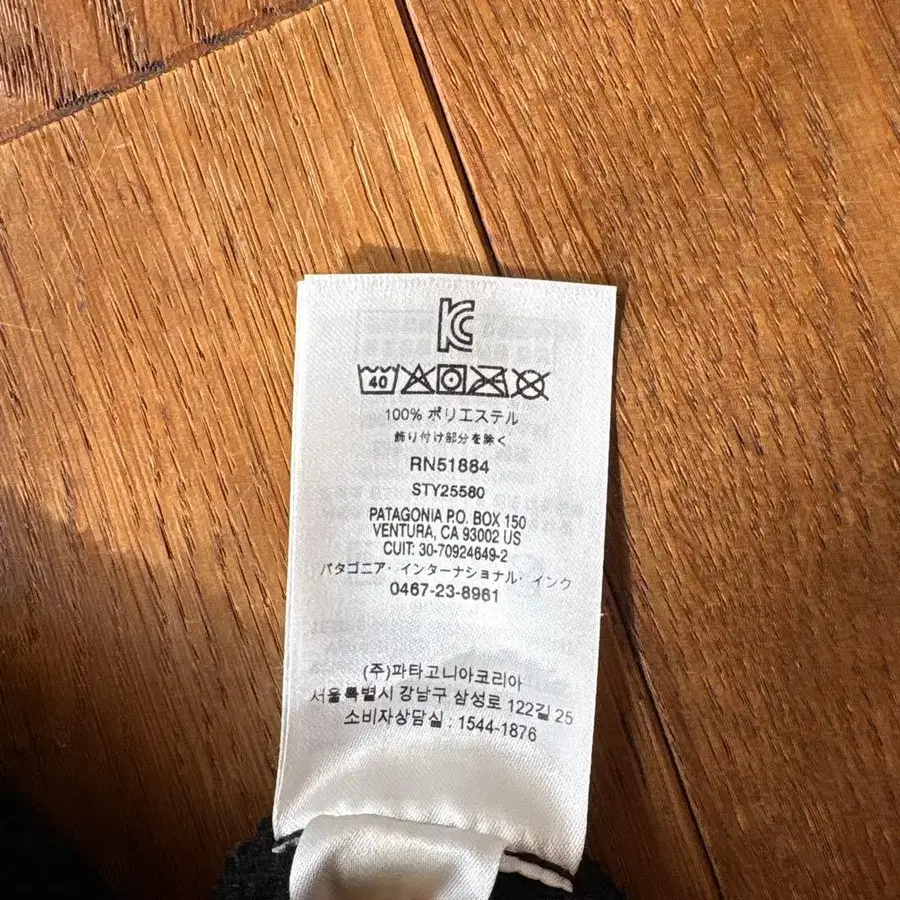 KC
40
100% ポリエステル
飾り付け部分を除く
RN51884
STY25580
PATAGONIA P.O. BOX 150
VENTURA, CA 93002 US
CUIT: 30-70924649-2
パタゴニア・インターナショナル・インク
0467-23-8961
(주)파타고니아코리아
서울특별시 강남구 삼성로 122길 25
소비자상담실 : 1544-1876